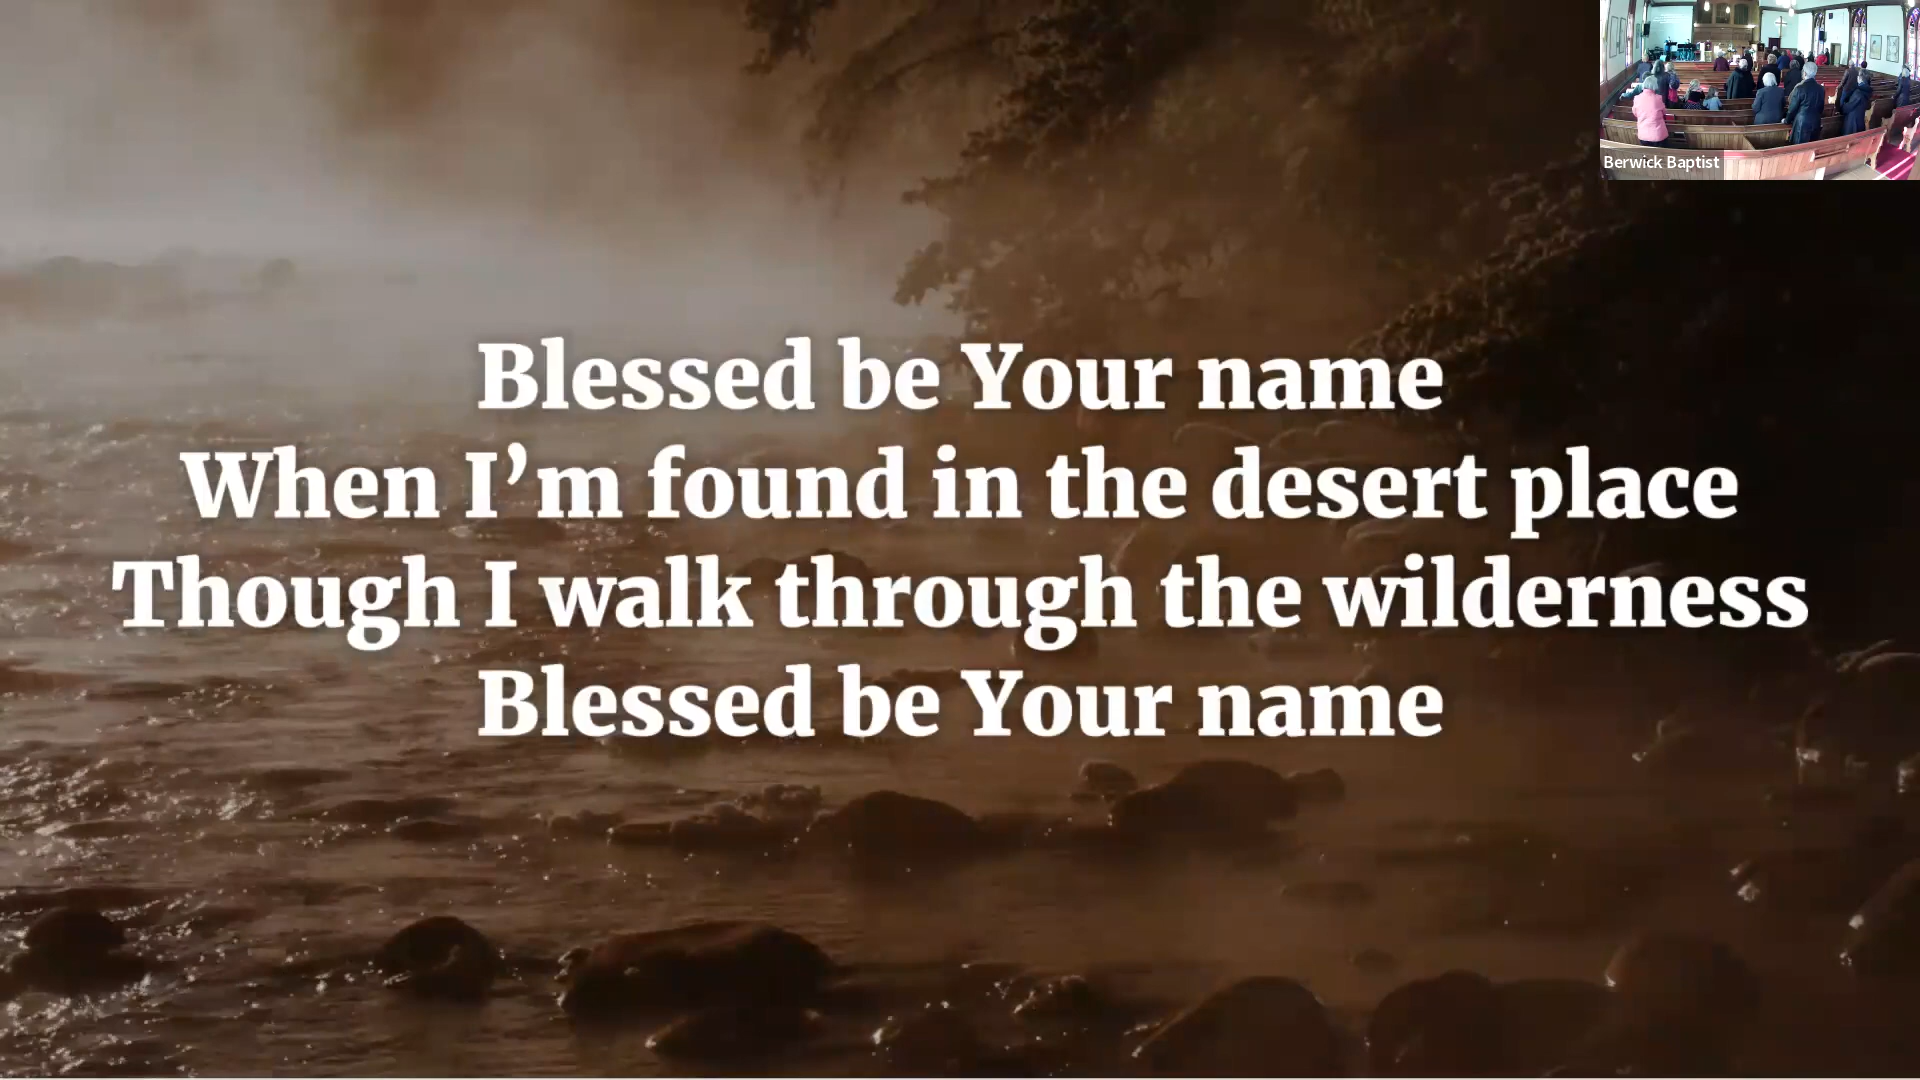 Berwick Baptist
Blessed be Your name
When I’m found in the desert place
Though I walk through the wilderness
Blessed be Your name